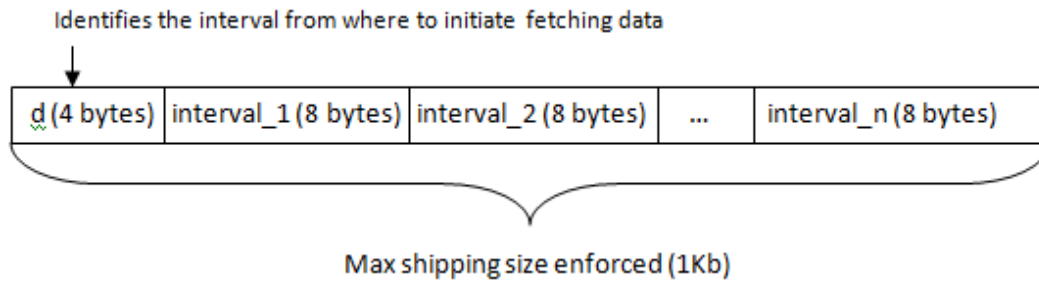 Identifies the interval from where to initiate fetching data
d (4 bytes) interval_1 (8 bytes) interval_2 (8 bytes) ... interval_n (8 bytes)
Max shipping size enforced (1Kb)